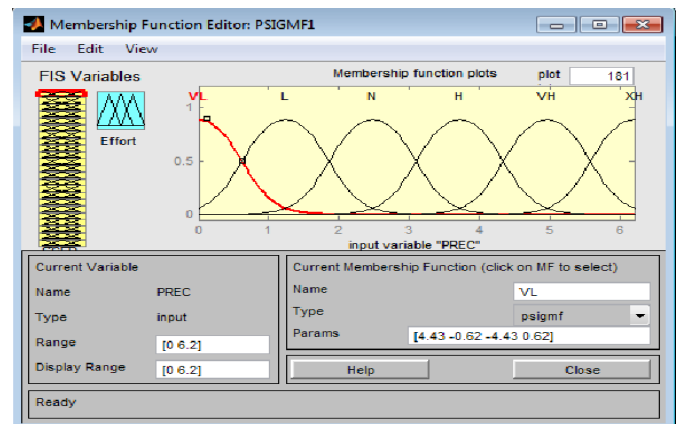 Membership Function Editor: PSIGMF1
File Edit View
FIS Variables
Effort
Membership function plots
plot
181
VL L N H VH XH
1
0.5
0
0 1 2 3 4 5 6
input variable "PREC"
Current Variable
Name PREC
Type input
Range [0 6.2]
Display Range [0 6.2]
Current Membership Function (click on MF to select)
Name VL
Type psigmf
Params [4.43 -0.62 -4.43 0.62]
Help Close
Ready